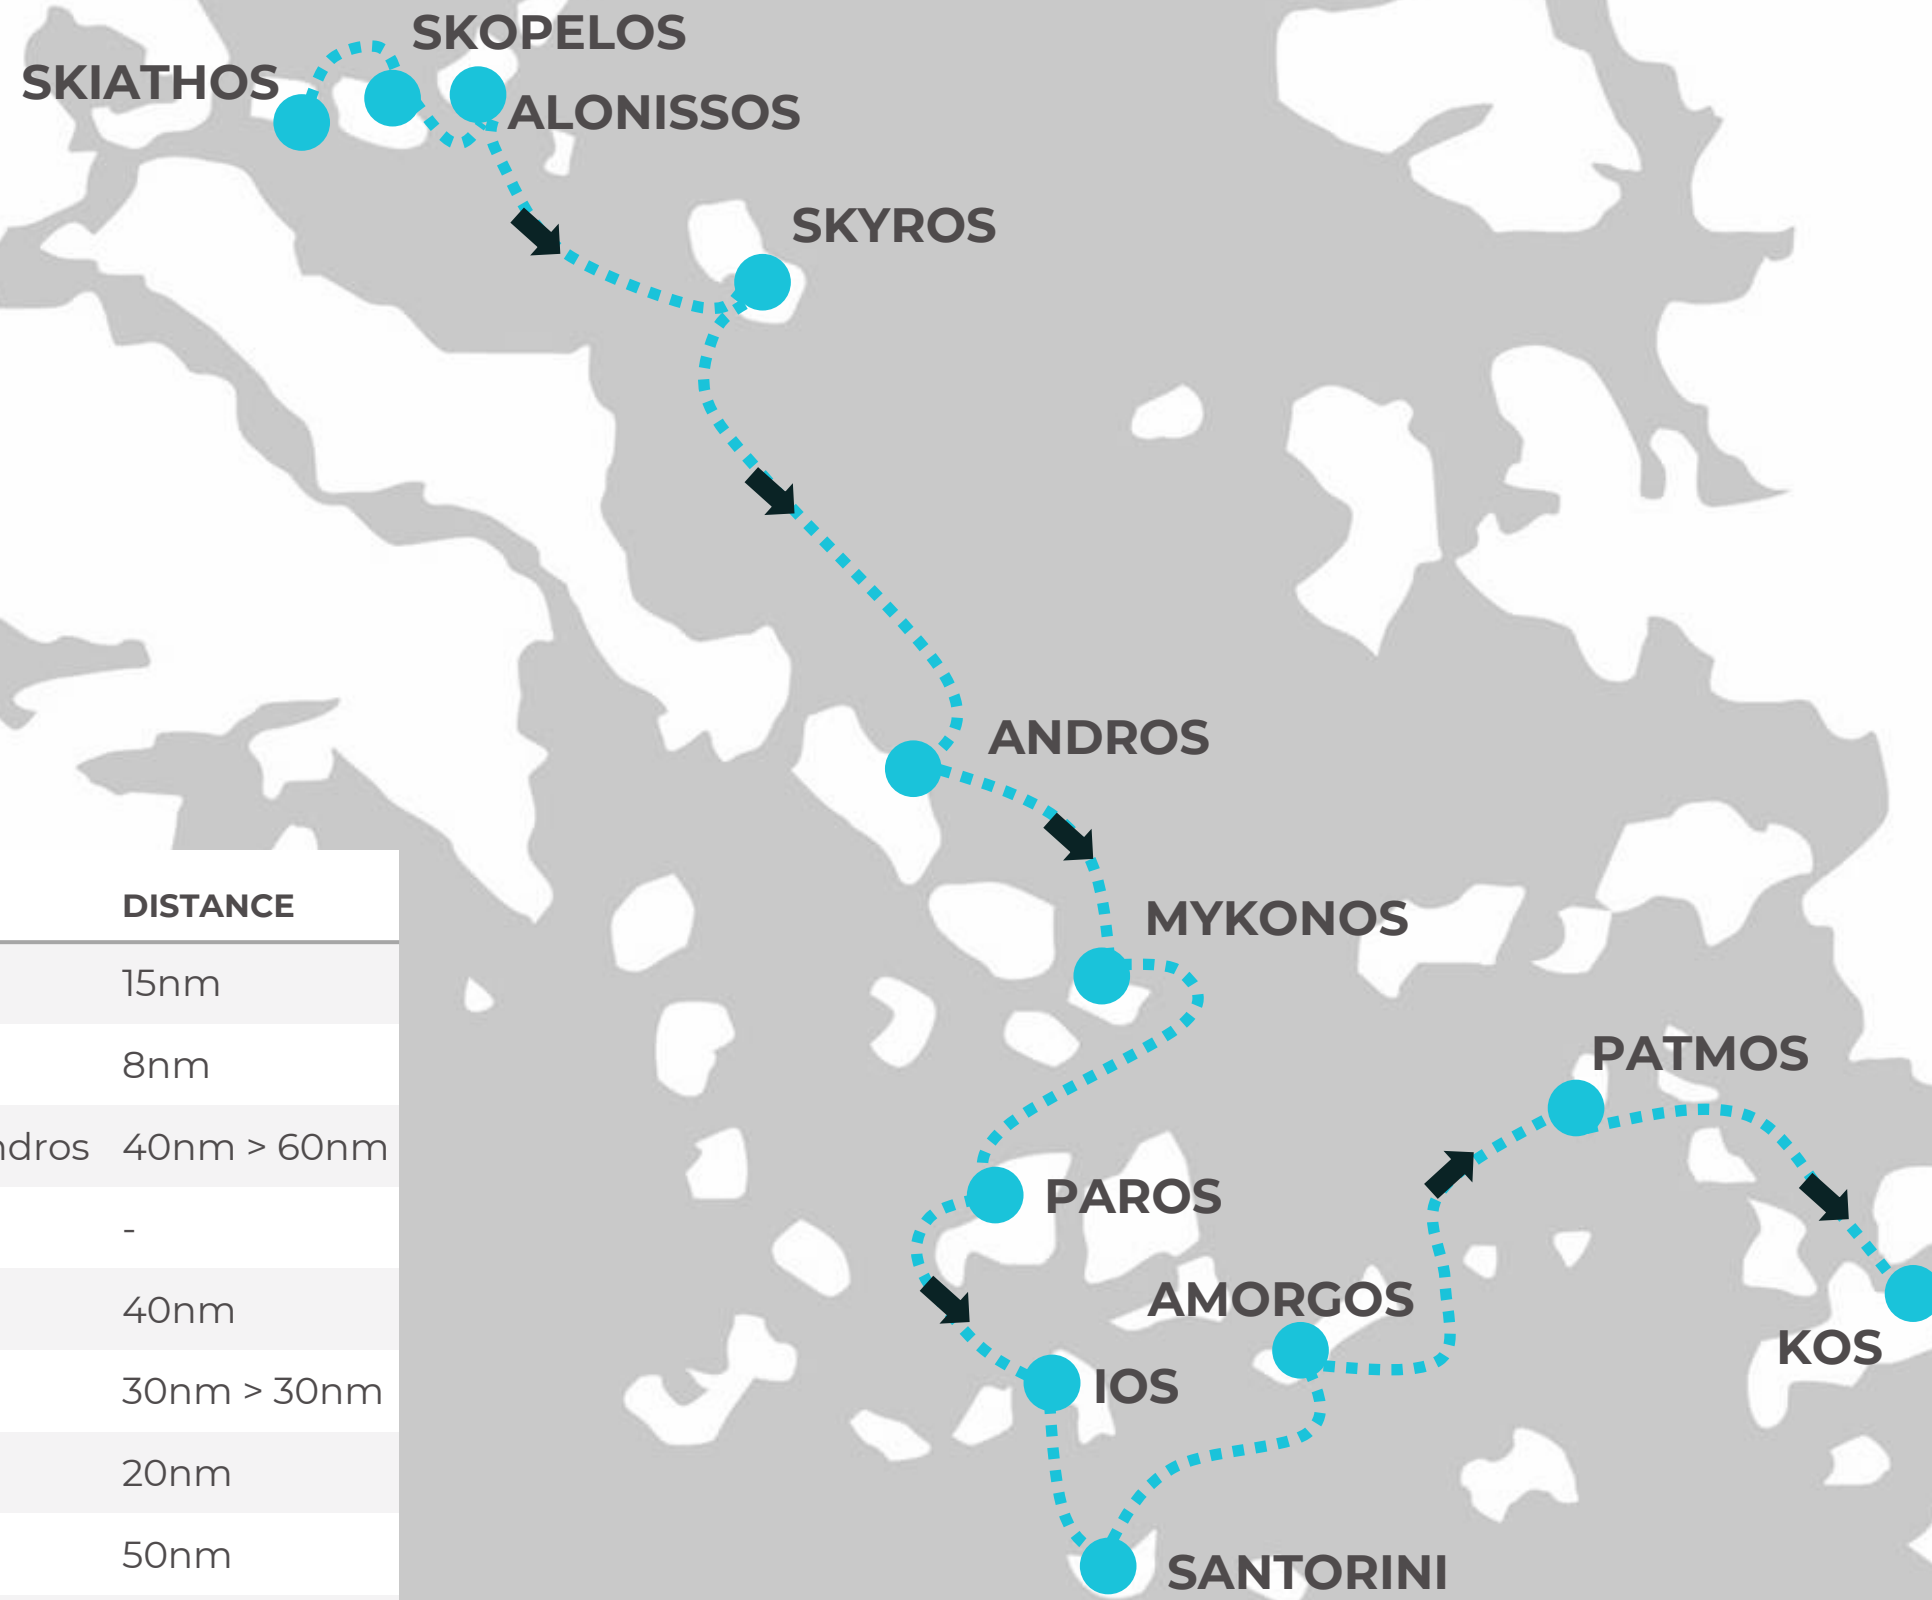 SKOPELOS
SKIATHOS
ALONISSOS
SKYROS
ANDROS
MYKONOS
PATMOS
PAROS
AMORGOS
KOS
IOS
SANTORINI
DISTANCE
15nm
8nm
40nm > 60nm
-
40nm
30nm > 30nm
20nm
50nm